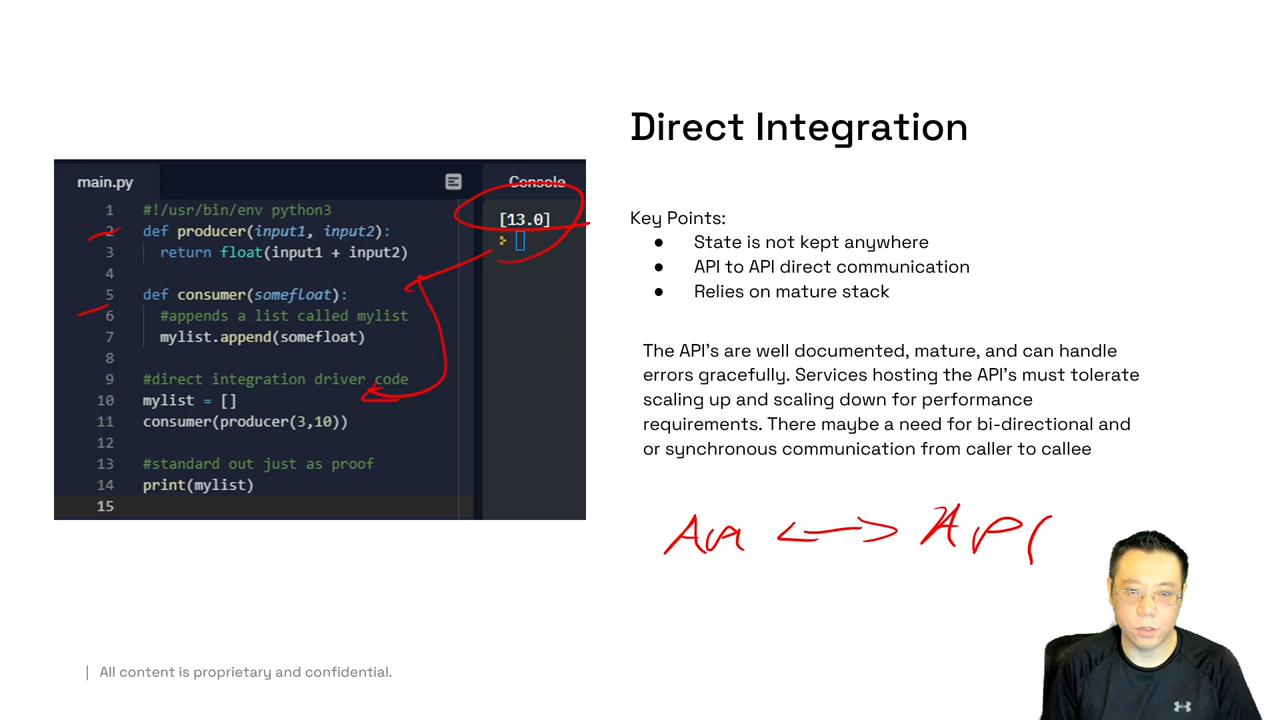 Direct Integration
main.py
Console
1 #!/usr/bin/env python3
2 def producer(input1, input2):
3 return float(input1 + input2)
4
5 def consumer(somefloat):
6 #appends a list called mylist
7 mylist.append(somefloat)
8
9 #direct integration driver code
10 mylist = []
11 consumer(producer(3,10))
12
13 #standard out just as proof
14 print(mylist)
15
[13.0]
Key Points:
● State is not kept anywhere
● API to API direct communication
● Relies on mature stack
The API's are well documented, mature, and can handle
errors gracefully. Services hosting the API's must tolerate
scaling up and scaling down for performance
requirements. There maybe a need for bi-directional and
or synchronous communication from caller to callee
API
| All content is proprietary and confidential.